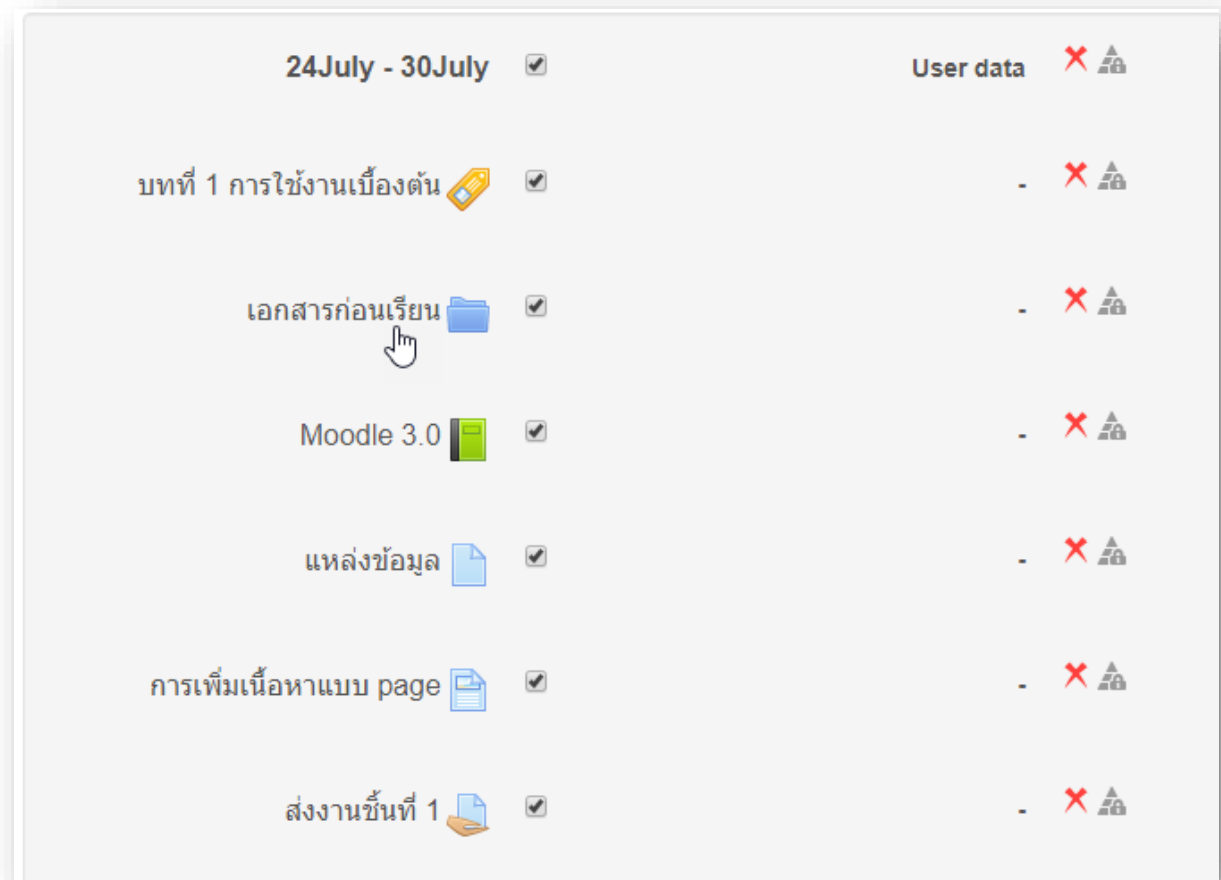 24July - 30July User data
บทที่ 1 การใช้งานเบื้องต้น -
เอกสารก่อนเรียน -
Moodle 3.0 -
แหล่งข้อมูล -
การเพิ่มเนื้อหาแบบ page -
ส่งงานชิ้นที่ 1 -